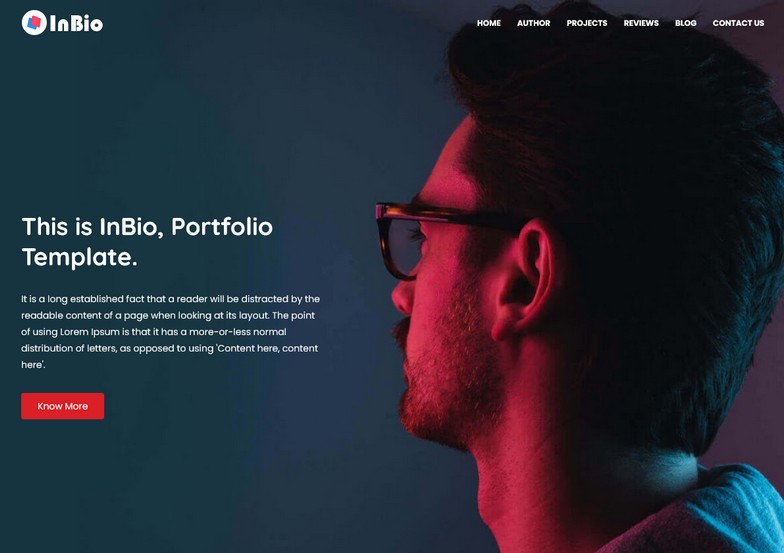 InBio
HOME AUTHOR PROJECTS REVIEWS BLOG CONTACT US
This is InBio, Portfolio
Template.
It is a long established fact that a reader will be distracted by the
readable content of a page when looking at its layout. The point
of using Lorem Ipsum is that it has a more-or-less normal
distribution of letters, as opposed to using 'Content here, content
here'.
Know More